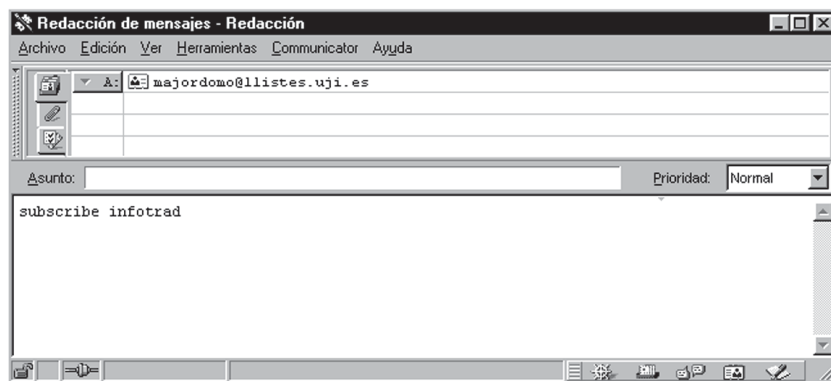 Redacción de mensajes - Redacción
Archivo Edición Ver Herramientas Communicator Ayuda
A: majordomo@llistes.uji.es
Asunto: Prioridad: Normal
subscribe infotrad